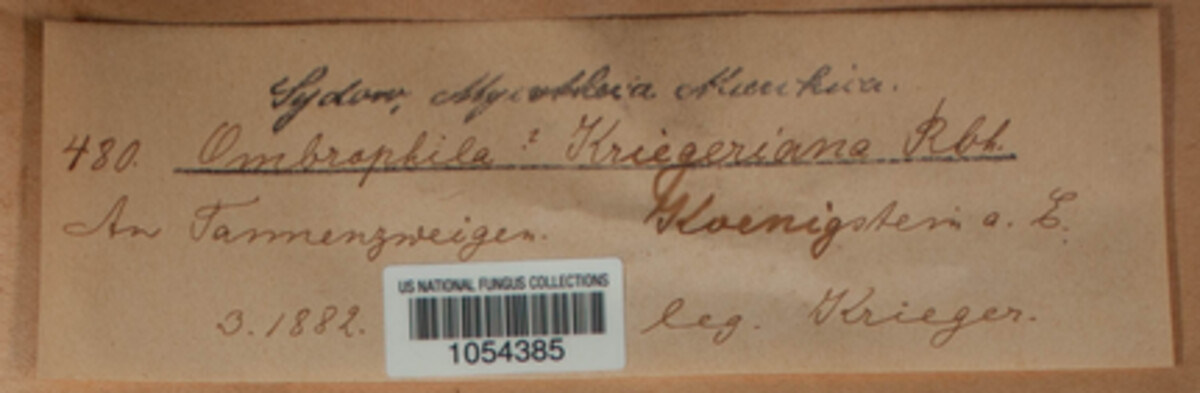 Sydow, Mycotheca Marchica.
480. Ombrophila? Kriegeriana Rbh.
An Tannenzweigen. Koenigstein a. E.
3. 1882. leg. Krieger.
US NATIONAL FUNGUS COLLECTIONS
1054385